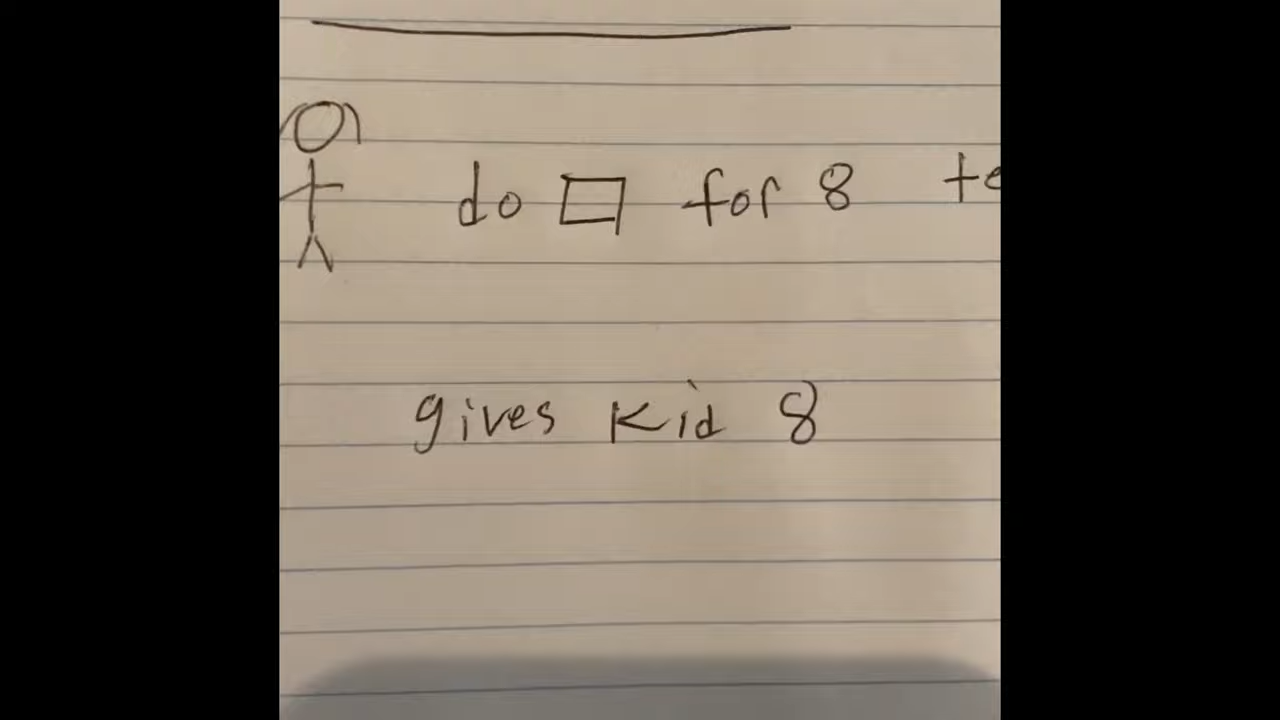 do □ for 8
gives kid 8